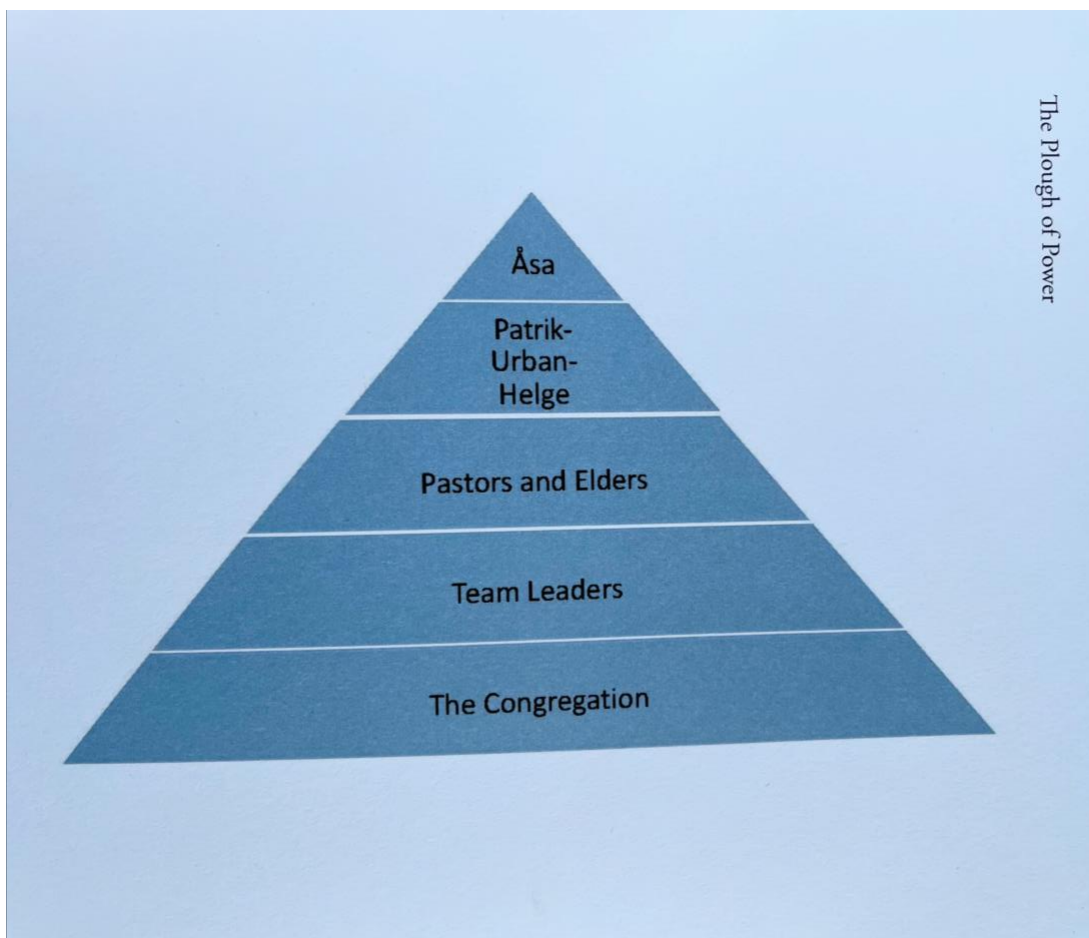 The Plough of Power
Åsa
Patrik-
Urban-
Helge
Pastors and Elders
Team Leaders
The Congregation